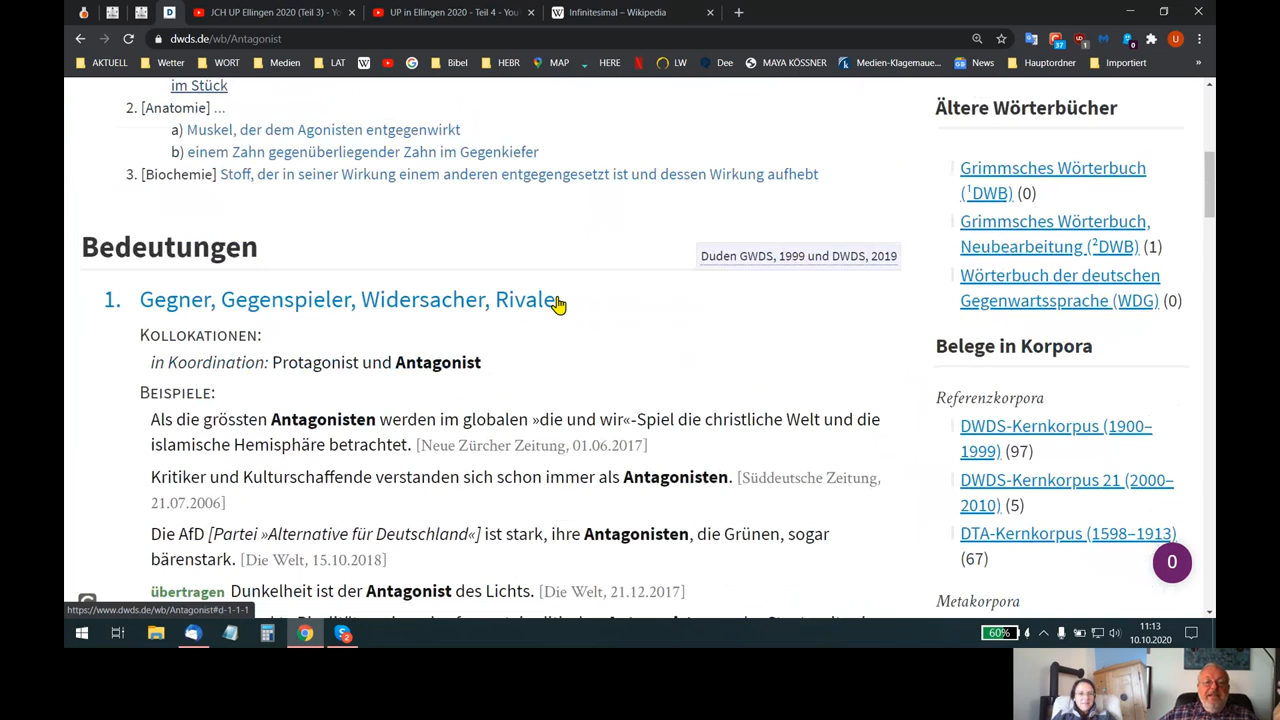 JCH UP Ellingen 2020 (Teil 3) - Yo
UP in Ellingen 2020 - Teil 4 - You
Infinitesimal – Wikipedia
dwds.de/wb/Antagonist
AKTUELL Wetter WORT Medien LAT Bibel HEBR MAP HERE LW Dee MAYA KÖSSNER Medien-Klagemaue... News Hauptordner Importiert »
im Stück
2. [Anatomie] ...
a) Muskel, der dem Agonisten entgegenwirkt
b) einem Zahn gegenüberliegender Zahn im Gegenkiefer
3. [Biochemie] Stoff, der in seiner Wirkung einem anderen entgegengesetzt ist und dessen Wirkung aufhebt
Bedeutungen
Duden GWDS, 1999 und DWDS, 2019
1. Gegner, Gegenspieler, Widersacher, Rivale
KOLLOKATIONEN:
in Koordination: Protagonist und Antagonist
BEISPIELE:
Als die grössten Antagonisten werden im globalen »die und wir«-Spiel die christliche Welt und die
islamische Hemisphäre betrachtet. [Neue Zürcher Zeitung, 01.06.2017]
Kritiker und Kulturschaffende verstanden sich schon immer als Antagonisten. [Süddeutsche Zeitung,
21.07.2006]
Die AfD [Partei »Alternative für Deutschland«] ist stark, ihre Antagonisten, die Grünen, sogar
bärenstark. [Die Welt, 15.10.2018]
übertragen Dunkelheit ist der Antagonist des Lichts. [Die Welt, 21.12.2017]
Ältere Wörterbücher
Grimmsches Wörterbuch
(¹DWB) (0)
Grimmsches Wörterbuch,
Neubearbeitung (²DWB) (1)
Wörterbuch der deutschen
Gegenwartssprache (WDG) (0)
Belege in Korpora
Referenzkorpora
DWDS-Kernkorpus (1900–
1999) (97)
DWDS-Kernkorpus 21 (2000–
2010) (5)
DTA-Kernkorpus (1598–1913)
(67)
0
Metakorpora
https://www.dwds.de/wb/Antagonist#d-1-1-1
60%
11:13
10.10.2020